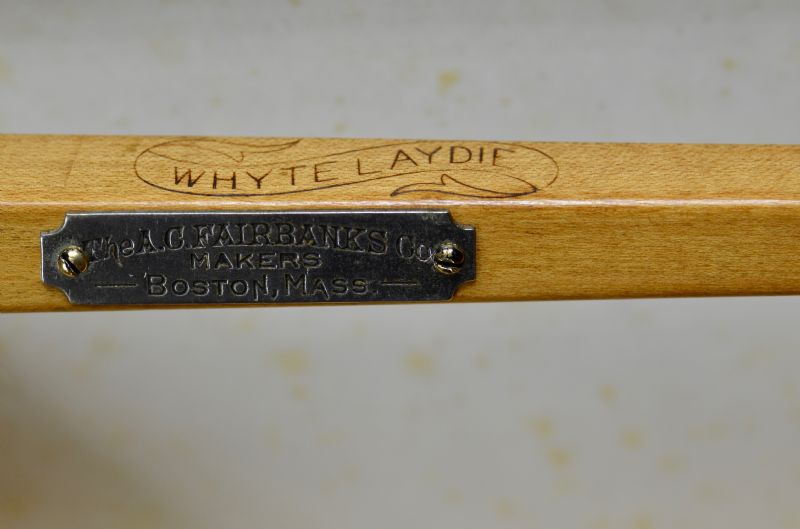 WHYTE LAYDIE
The A.C. FAIRBANKS Co
MAKERS
BOSTON, MASS.